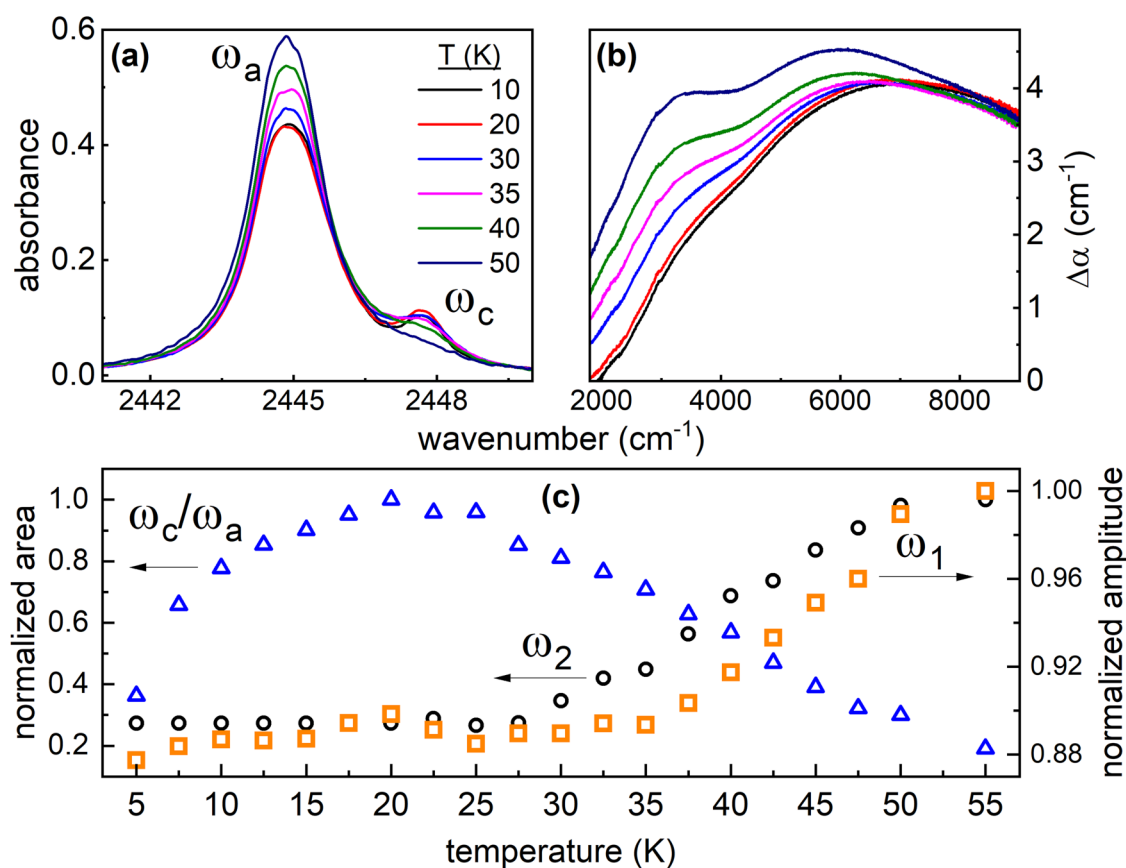 (a)
ωa
T (K)
10
20
30
35
40
50
ωc
absorbance
0.6
0.4
0.2
0.0
2442
2445
2448
(b)
4
3
2
1
0
Δα (cm-1)
2000
4000
6000
8000
wavenumber (cm-1)
(c)
ωc/ωa
ω2
ω1
normalized area
1.0
0.8
0.6
0.4
0.2
1.00
0.96
0.92
0.88
normalized amplitude
5
10
15
20
25
30
35
40
45
50
55
temperature (K)